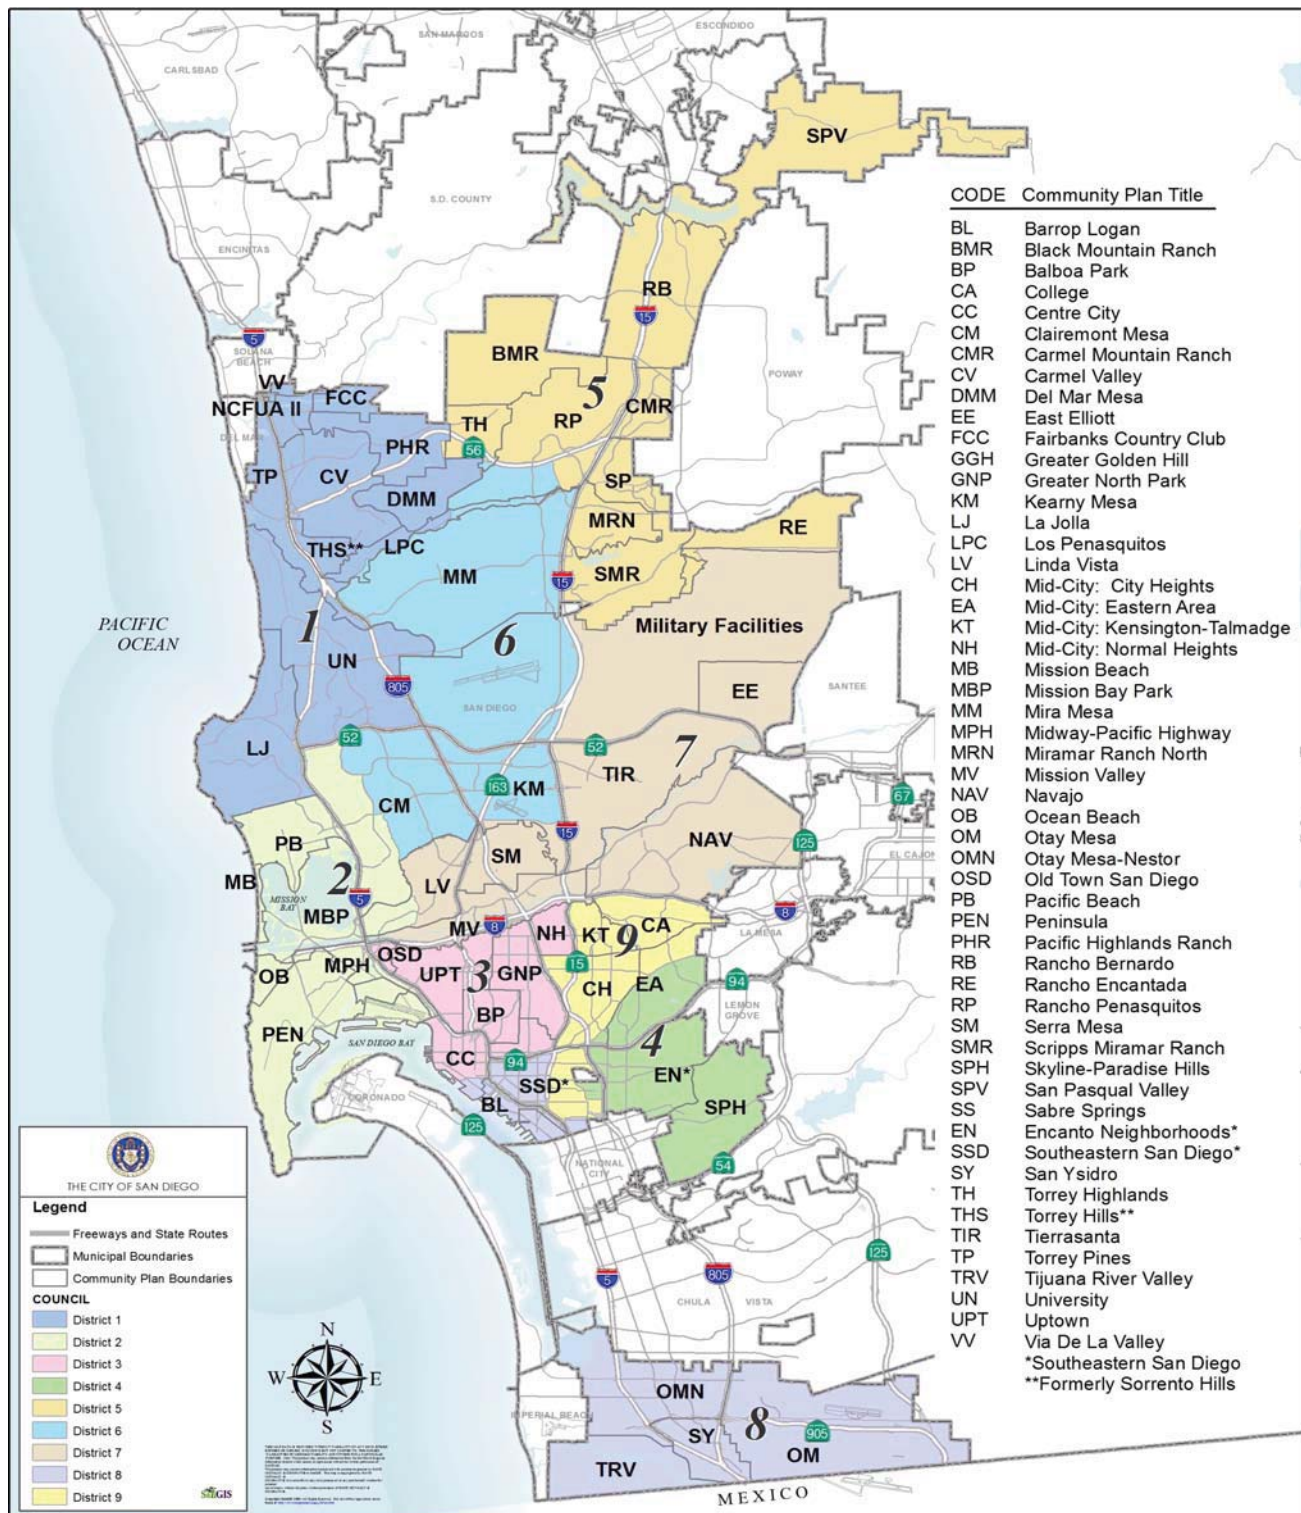 SAN MARCOS
ESCONDIDO
CARLSBAD
SPV
S.D. COUNTY
ENCINITAS
RB
15
5
SOLANA
BEACH
BMR
POWAY
VV
FCC
NCFUA II
DEL MAR
5
CMR
TH
RP
56
PHR
TP
CV
SP
DMM
MRN
RE
THS**
LPC
MM
SMR
15
PACIFIC
OCEAN
1
6
Military Facilities
UN
805
EE
SANTEE
SAN DIEGO
LJ
52
52
7
TIR
163
KM
CM
67
15
NAV
125
PB
SM
EL CAJON
MB
2
LV
MISSION
BAY
MBP
5
8
LA MESA
MV
8
NH
KT
9
CA
OSD
MPH
UPT
3
GNP
15
OB
EA
94
CH
BP
LEMON
GROVE
PEN
SAN DIEGO BAY
CC
94
4
EN*
SSD*
CORONADO
BL
SPH
125
NATIONAL
CITY
54
5
805
125
CHULA VISTA
OMN
IMPERIAL BEACH
SY
8
905
OM
TRV
MEXICO
CODE Community Plan Title
BL Barrop Logan
BMR Black Mountain Ranch
BP Balboa Park
CA College
CC Centre City
CM Clairemont Mesa
CMR Carmel Mountain Ranch
CV Carmel Valley
DMM Del Mar Mesa
EE East Elliott
FCC Fairbanks Country Club
GGH Greater Golden Hill
GNP Greater North Park
KM Kearny Mesa
LJ La Jolla
LPC Los Penasquitos
LV Linda Vista
CH Mid-City: City Heights
EA Mid-City: Eastern Area
KT Mid-City: Kensington-Talmadge
NH Mid-City: Normal Heights
MB Mission Beach
MBP Mission Bay Park
MM Mira Mesa
MPH Midway-Pacific Highway
MRN Miramar Ranch North
MV Mission Valley
NAV Navajo
OB Ocean Beach
OM Otay Mesa
OMN Otay Mesa-Nestor
OSD Old Town San Diego
PB Pacific Beach
PEN Peninsula
PHR Pacific Highlands Ranch
RB Rancho Bernardo
RE Rancho Encantada
RP Rancho Penasquitos
SM Serra Mesa
SMR Scripps Miramar Ranch
SPH Skyline-Paradise Hills
SPV San Pasqual Valley
SS Sabre Springs
EN Encanto Neighborhoods*
SSD Southeastern San Diego*
SY San Ysidro
TH Torrey Highlands
THS Torrey Hills**
TIR Tierrasanta
TP Torrey Pines
TRV Tijuana River Valley
UN University
UPT Uptown
VV Via De La Valley
*Southeastern San Diego
**Formerly Sorrento Hills
THE CITY OF SAN DIEGO
Legend
Freeways and State Routes
Municipal Boundaries
Community Plan Boundaries
COUNCIL
District 1
District 2
District 3
District 4
District 5
District 6
District 7
District 8
District 9
SanGIS
N
W E
S